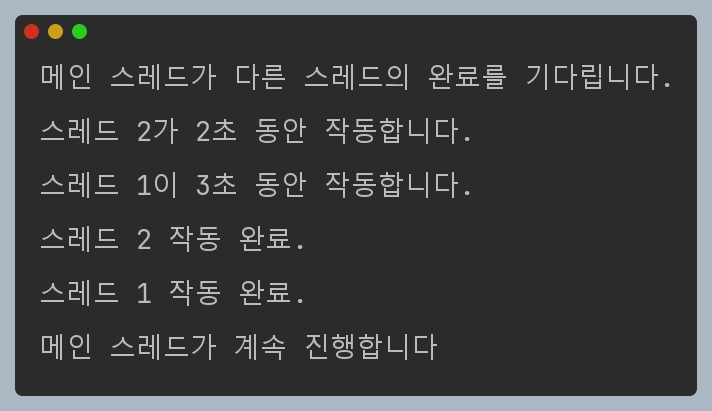 메인 스레드가 다른 스레드의 완료를 기다립니다.
스레드 2가 2초 동안 작동합니다.
스레드 1이 3초 동안 작동합니다.
스레드 2 작동 완료.
스레드 1 작동 완료.
메인 스레드가 계속 진행합니다